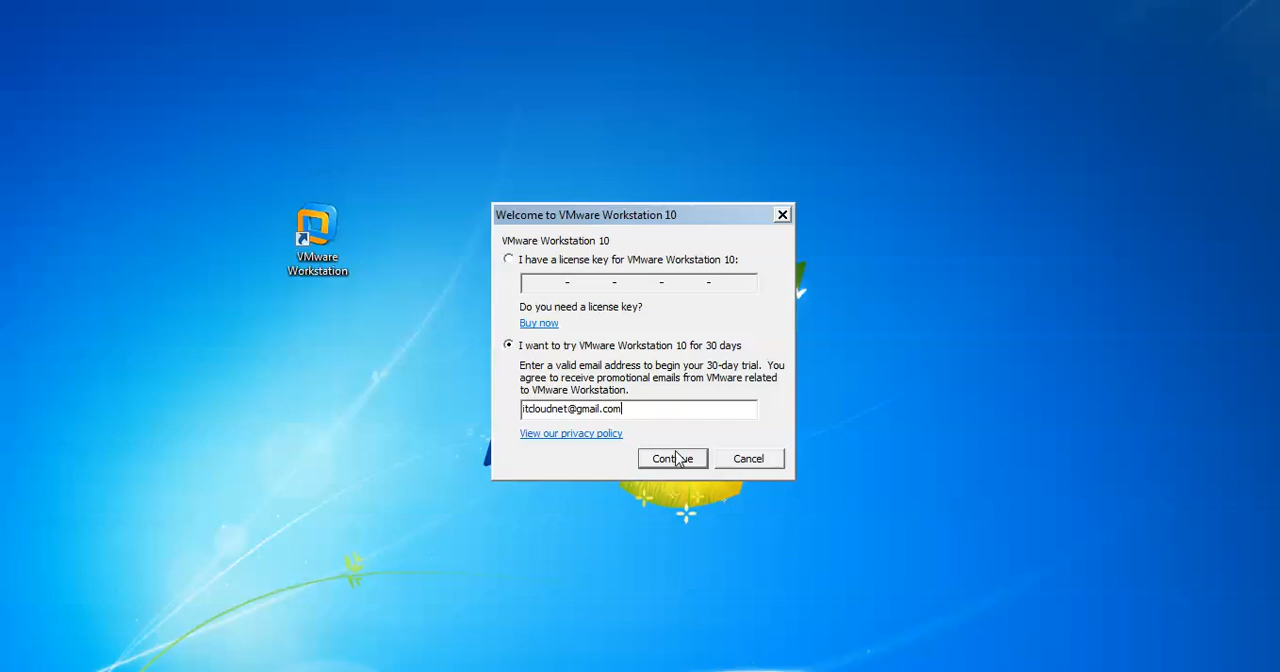 VMware
Workstation
Welcome to VMware Workstation 10
VMware Workstation 10
I have a license key for VMware Workstation 10:
- - - -
Do you need a license key?
Buy now
I want to try VMware Workstation 10 for 30 days
Enter a valid email address to begin your 30-day trial. You
agree to receive promotional emails from VMware related
to VMware Workstation.
itcloudnet@gmail.com
View our privacy policy
Continue
Cancel